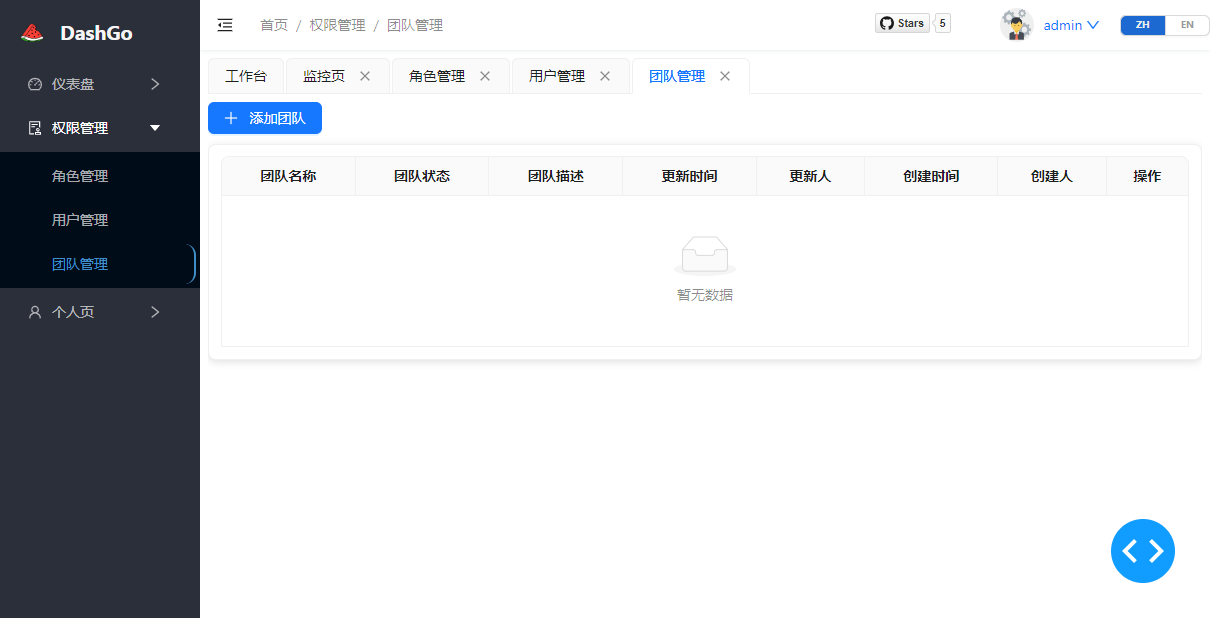 DashGo
首页 / 权限管理 / 团队管理
Stars 5
admin
ZH EN
工作台 监控页 角色管理 用户管理 团队管理
仪表盘
权限管理
角色管理
用户管理
团队管理
个人页
添加团队
团队名称 团队状态 团队描述 更新时间 更新人 创建时间 创建人 操作
暂无数据